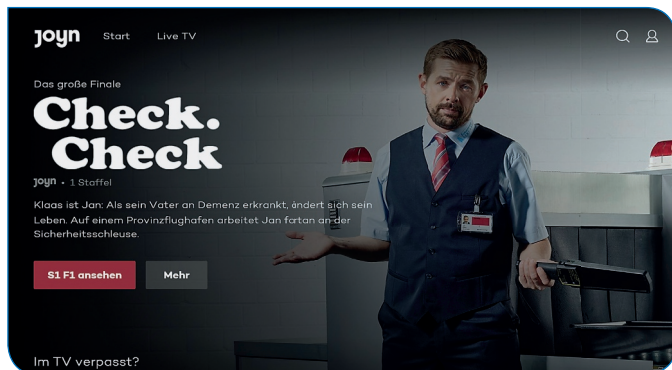 joyn Start Live TV
Das große Finale
Check.
Check
joyn • 1 Staffel
Klaas ist Jan: Als sein Vater an Demenz erkrankt, ändert sich sein
Leben. Auf einem Provinzflughafen arbeitet Jan fortan an der
Sicherheitsschleuse.
S1 F1 ansehen Mehr
Im TV verpasst?